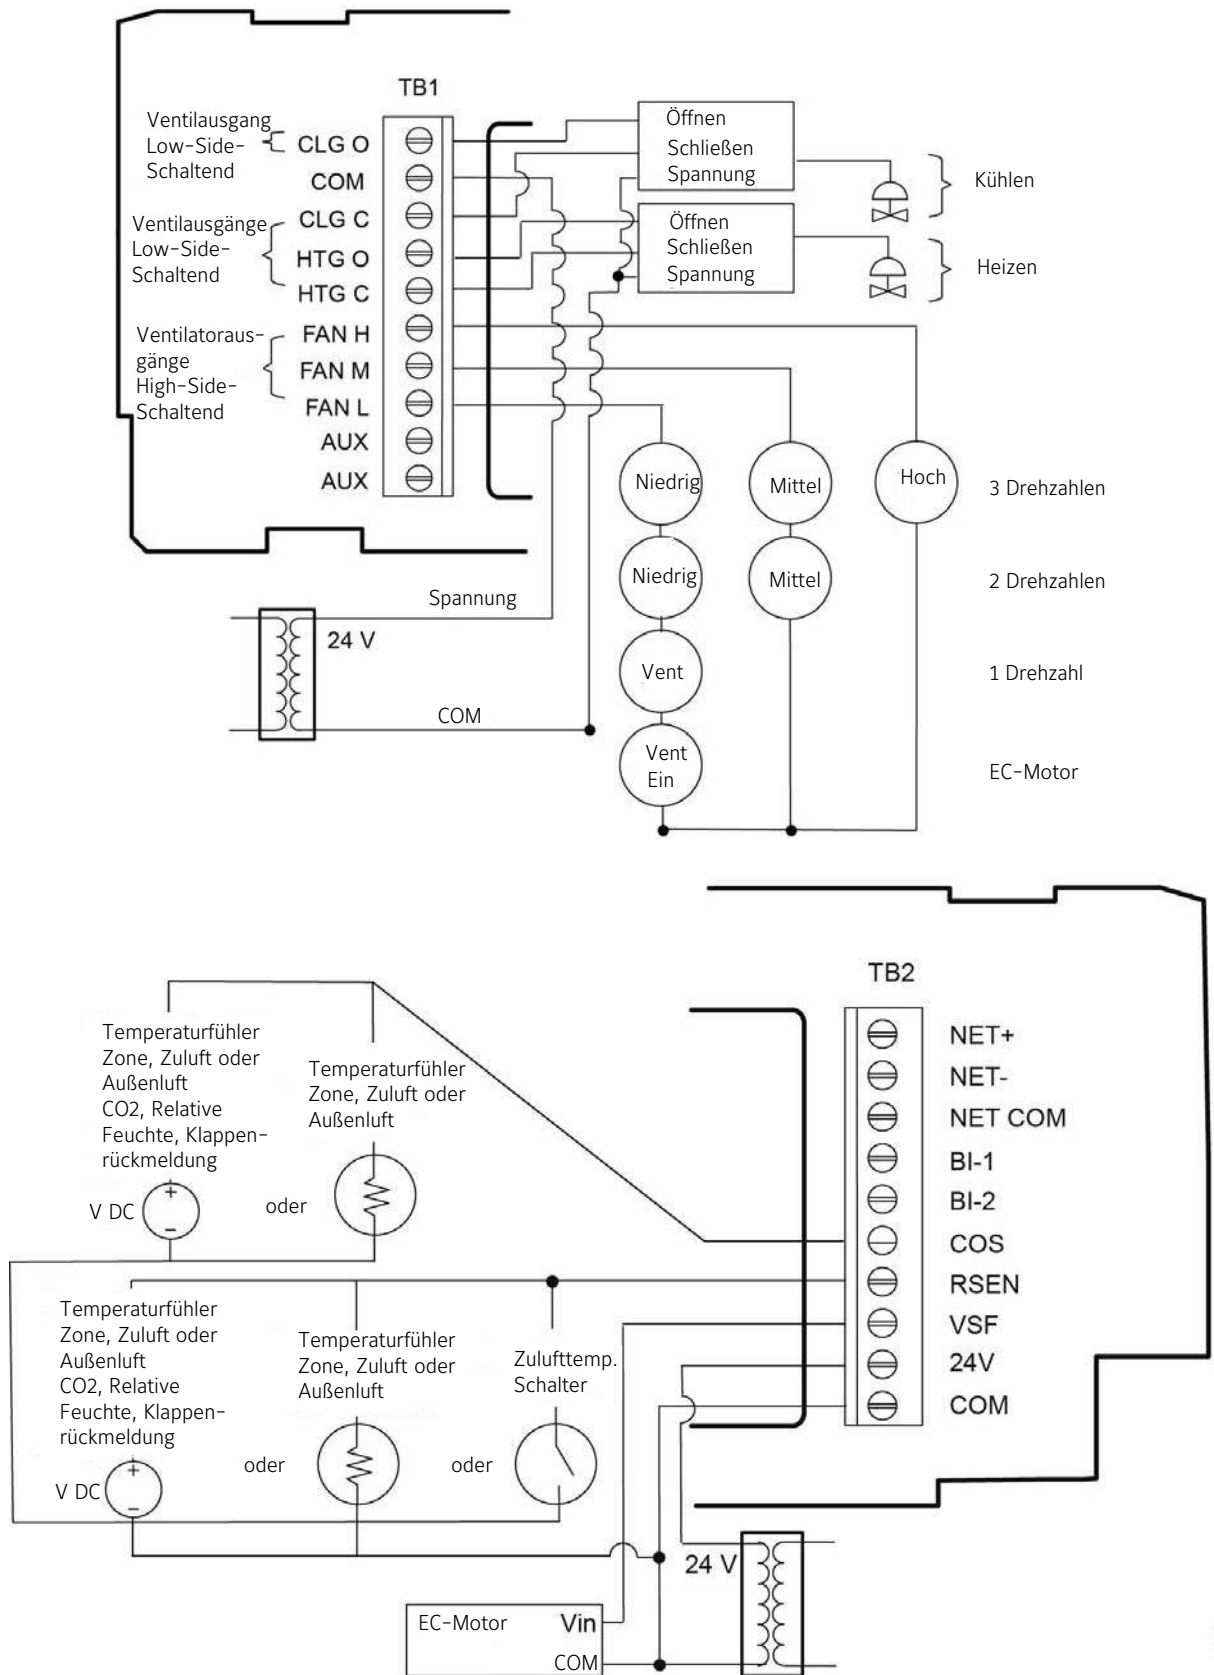 TB1
Ventilausgang
Low-Side-
Schaltend
CLG O
COM
CLG C
Ventilausgänge
Low-Side-
Schaltend
HTG O
HTG C
FAN H
Ventilatoraus-
gänge
High-Side-
Schaltend
FAN M
FAN L
AUX
AUX
Öffnen
Schließen
Spannung
Kühlen
Öffnen
Schließen
Spannung
Heizen
Niedrig
Mittel
Hoch
3 Drehzahlen
Niedrig
Mittel
2 Drehzahlen
Vent
1 Drehzahl
Vent
Ein
EC-Motor
Spannung
24 V
COM
TB2
NET+
NET-
NET COM
BI-1
BI-2
COS
RSEN
VSF
24V
COM
Temperaturfühler
Zone, Zuluft oder
Außenluft
CO2, Relative
Feuchte, Klappen-
rückmeldung
V DC
+
–
oder
Temperaturfühler
Zone, Zuluft oder
Außenluft
Temperaturfühler
Zone, Zuluft oder
Außenluft
CO2, Relative
Feuchte, Klappen-
rückmeldung
V DC
+
–
oder
Temperaturfühler
Zone, Zuluft oder
Außenluft
oder
Zulufttemp.
Schalter
24 V
EC-Motor
Vin
COM